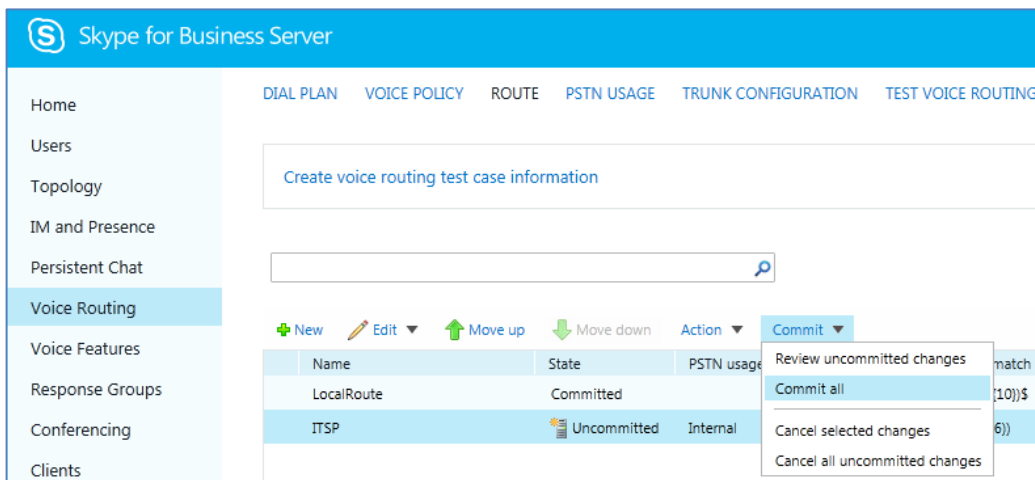 Skype for Business Server
Home
Users
Topology
IM and Presence
Persistent Chat
Voice Routing
Voice Features
Response Groups
Conferencing
Clients
DIAL PLAN VOICE POLICY ROUTE PSTN USAGE TRUNK CONFIGURATION TEST VOICE ROUTING
Create voice routing test case information
New Edit Move up Move down Action Commit
Name State PSTN usage match
LocalRoute Committed {10})$
ITSP Uncommitted Internal 6))
Review uncommitted changes
Commit all
Cancel selected changes
Cancel all uncommitted changes